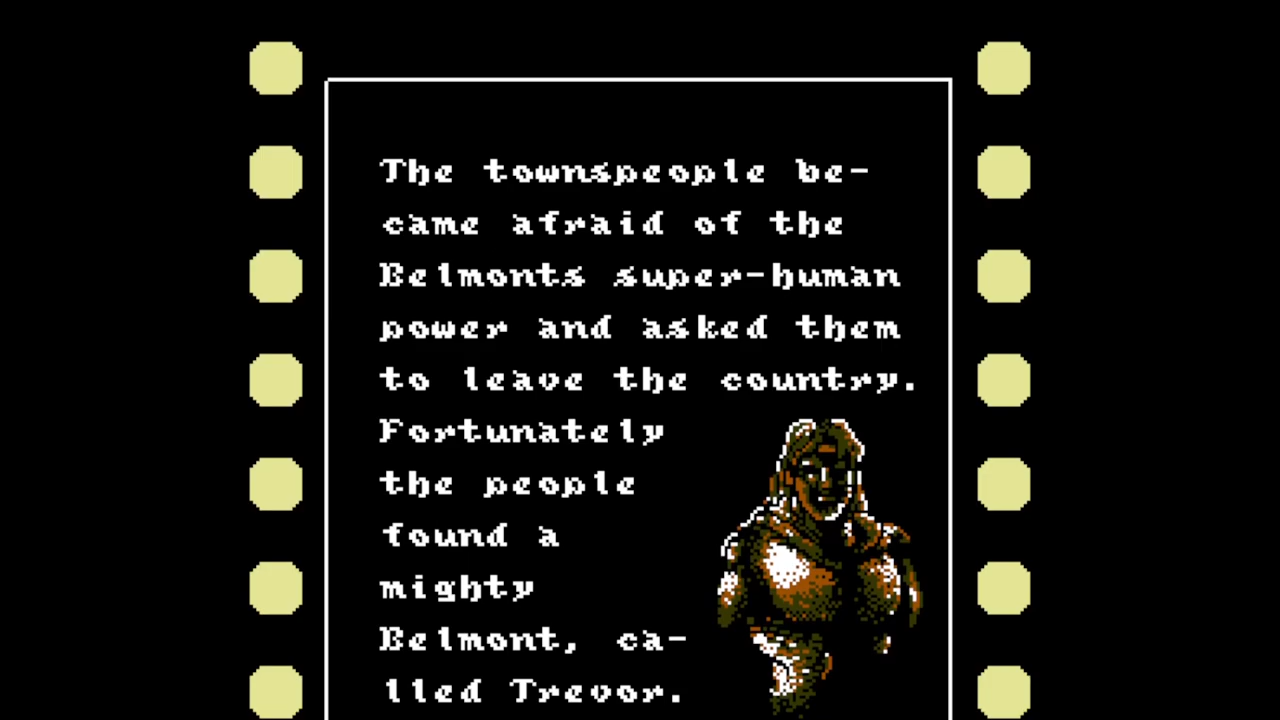 The townspeople be-
came afraid of the
Belmonts super-human
power and asked them
to leave the country.
Fortunately
the people
found a
mighty
Belmont, ca-
lled Trevor.